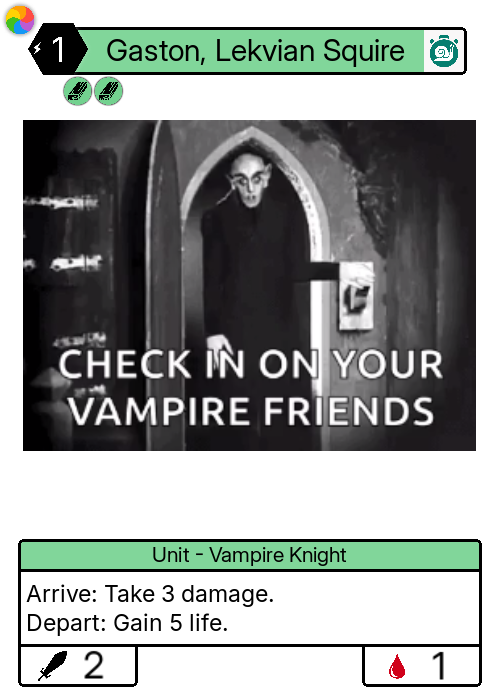 1
Gaston, Lekvian Squire
CHECK IN ON YOUR
VAMPIRE FRIENDS
Unit - Vampire Knight
Arrive: Take 3 damage.
Depart: Gain 5 life.
2
1